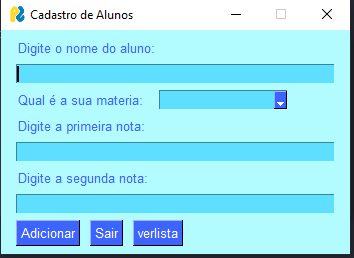 Cadastro de Alunos
Digite o nome do aluno:
Qual é a sua materia:
Digite a primeira nota:
Digite a segunda nota:
Adicionar Sair verlista